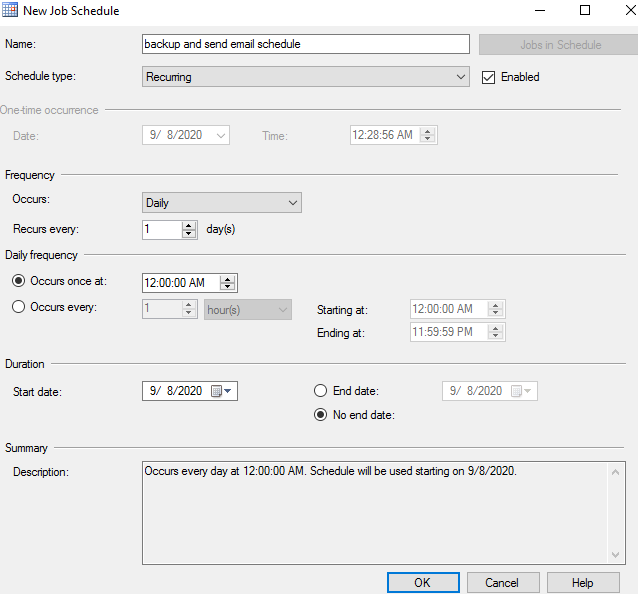 New Job Schedule
Name: backup and send email schedule Jobs in Schedule
Schedule type: Recurring Enabled
One-time occurrence
Date: 9/ 8/2020 Time: 12:28:56 AM
Frequency
Occurs: Daily
Recurs every: 1 day(s)
Daily frequency
Occurs once at: 12:00:00 AM
Occurs every: 1 hour(s) Starting at: 12:00:00 AM
Ending at: 11:59:59 PM
Duration
Start date: 9/ 8/2020 End date: 9/ 8/2020
No end date:
Summary
Description: Occurs every day at 12:00:00 AM. Schedule will be used starting on 9/8/2020.
OK Cancel Help